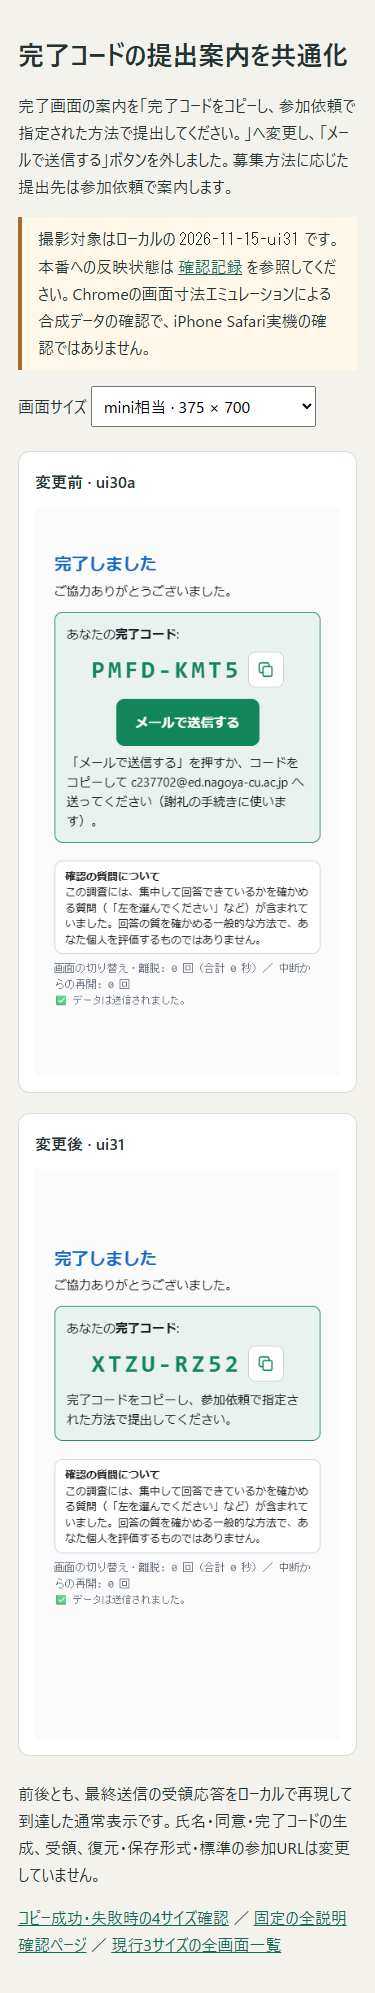 完了コードの提出案内を共通化
完了画面の案内を「完了コードをコピーし、参加依頼で
指定された方法で提出してください。」へ変更し、「メー
ルで送信する」ボタンを外しました。募集方法に応じた
提出先は参加依頼で案内します。
撮影対象はローカルの 2026-11-15-ui31 です。
本番への反映状態は 確認記録 を参照してくだ
さい。Chromeの画面寸法エミュレーションによる
合成データの確認で、iPhone Safari実機の確
認ではありません。
画面サイズ mini相当 · 375 × 700
変更前 · ui30a
完了しました
ご協力ありがとうございました。
あなたの完了コード:
PMFD-KMT5
メールで送信する
「メールで送信する」を押すか、コードを
コピーして c237702@ed.nagoya-cu.ac.jp へ
送ってください（謝礼の手続きに使いま
す）。
確認の質問について
この調査には、集中して回答できているかを確かめ
る質問（「左を選んでください」など）が含まれて
いました。回答の質を確かめる一般的な方法で、あ
なた個人を評価するものではありません。
画面の切り替え・離脱: 0 回（合計 0 秒）／ 中断か
らの再開: 0 回
✅ データは送信されました。
変更後 · ui31
完了しました
ご協力ありがとうございました。
あなたの完了コード:
XTZU-RZ52
完了コードをコピーし、参加依頼で指定さ
れた方法で提出してください。
確認の質問について
この調査には、集中して回答できているかを確かめ
る質問（「左を選んでください」など）が含まれて
いました。回答の質を確かめる一般的な方法で、あ
なた個人を評価するものではありません。
画面の切り替え・離脱: 0 回（合計 0 秒）／ 中断か
らの再開: 0 回
✅ データは送信されました。
前後とも、最終送信の受領応答をローカルで再現して
到達した通常表示です。氏名・同意・完了コードの生
成、受領、復元・保存形式・標準の参加URLは変更
していません。
コピー成功・失敗時の4サイズ確認 ／ 固定の全説明
確認ページ ／ 現行3サイズの全画面一覧